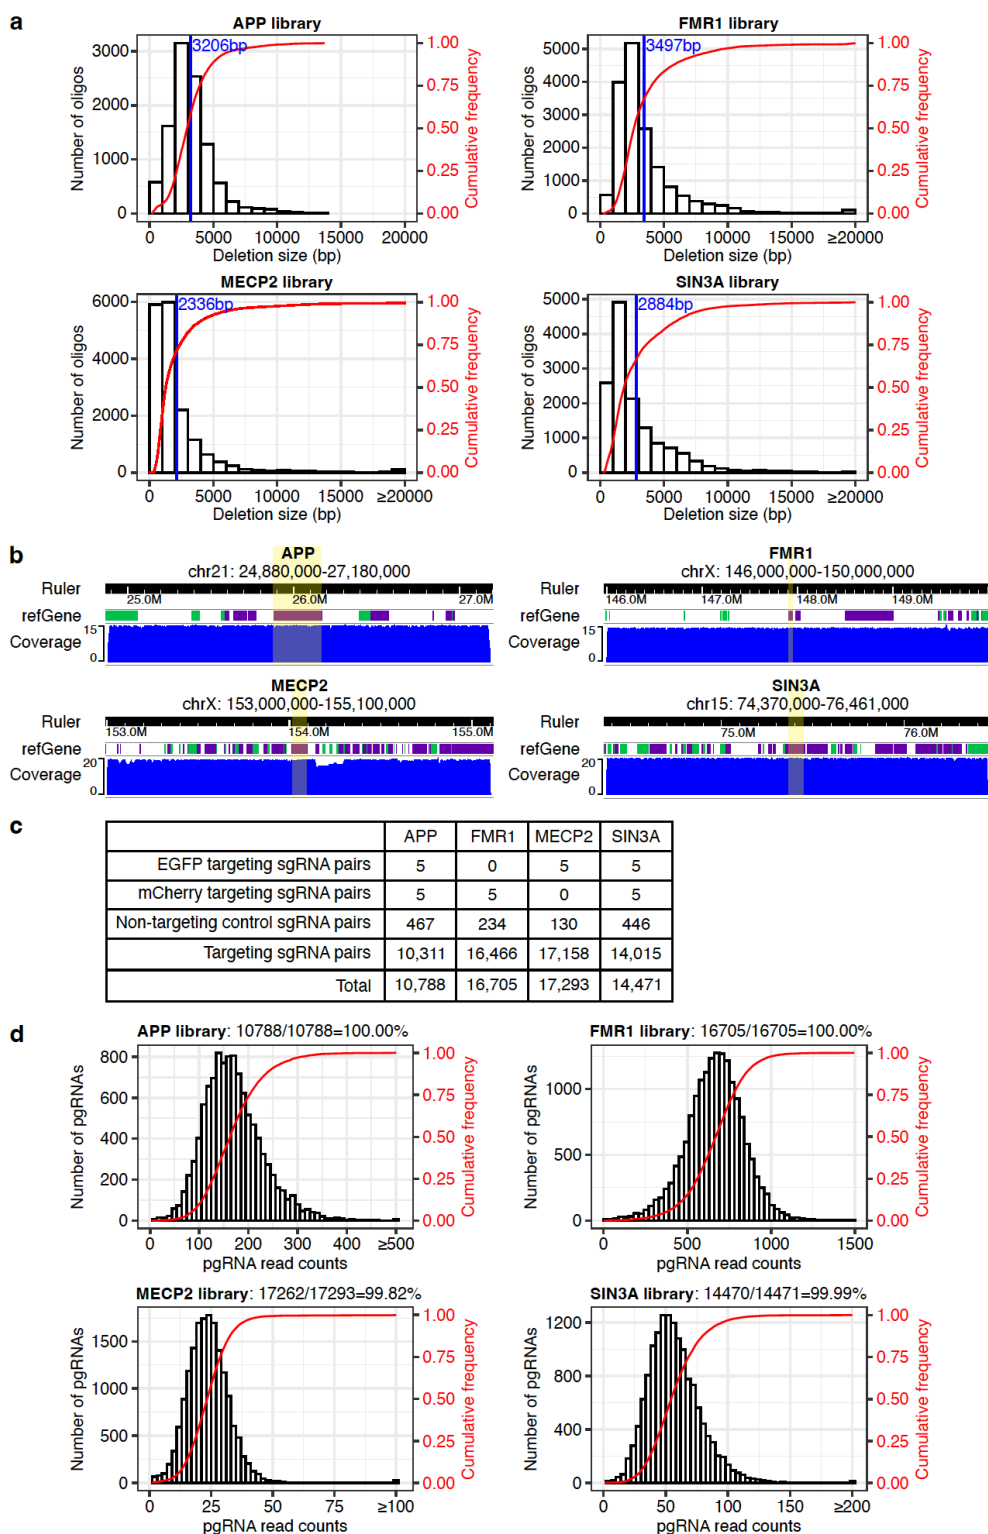 a
APP library
3206bp
Number of oligos
3000
2000
1000
0
1.00
0.75
0.50
0.25
0.00
Cumulative frequency
0 5000 10000 15000 20000
Deletion size (bp)
FMR1 library
3497bp
Number of oligos
5000
4000
3000
2000
1000
0
1.00
0.75
0.50
0.25
0.00
Cumulative frequency
0 5000 10000 15000 ≥20000
Deletion size (bp)
MECP2 library
2336bp
Number of oligos
6000
4000
2000
0
1.00
0.75
0.50
0.25
0.00
Cumulative frequency
0 5000 10000 15000 ≥20000
Deletion size (bp)
SIN3A library
2884bp
Number of oligos
5000
4000
3000
2000
1000
0
1.00
0.75
0.50
0.25
0.00
Cumulative frequency
0 5000 10000 15000 ≥20000
Deletion size (bp)
b
APP
chr21: 24,880,000-27,180,000
Ruler
25.0M 26.0M 27.0M
refGene
Coverage
15
0
FMR1
chrX: 146,000,000-150,000,000
Ruler
146.0M 147.0M 148.0M 149.0M
refGene
Coverage
15
0
MECP2
chrX: 153,000,000-155,100,000
Ruler
153.0M 154.0M 155.0M
refGene
Coverage
20
0
SIN3A
chr15: 74,370,000-76,461,000
Ruler
75.0M 76.0M
refGene
Coverage
20
0
c
APP FMR1 MECP2 SIN3A
EGFP targeting sgRNA pairs 5 0 5 5
mCherry targeting sgRNA pairs 5 5 0 5
Non-targeting control sgRNA pairs 467 234 130 446
Targeting sgRNA pairs 10,311 16,466 17,158 14,015
Total 10,788 16,705 17,293 14,471
d
APP library: 10788/10788=100.00%
Number of pgRNAs
800
600
400
200
0
1.00
0.75
0.50
0.25
0.00
Cumulative frequency
0 100 200 300 400 ≥500
pgRNA read counts
FMR1 library: 16705/16705=100.00%
Number of pgRNAs
1000
500
0
1.00
0.75
0.50
0.25
0.00
Cumulative frequency
0 500 1000 1500
pgRNA read counts
MECP2 library: 17262/17293=99.82%
Number of pgRNAs
1500
1000
500
0
1.00
0.75
0.50
0.25
0.00
Cumulative frequency
0 25 50 75 ≥100
pgRNA read counts
SIN3A library: 14470/14471=99.99%
Number of pgRNAs
1200
800
400
0
1.00
0.75
0.50
0.25
0.00
Cumulative frequency
0 50 100 150 ≥200
pgRNA read counts